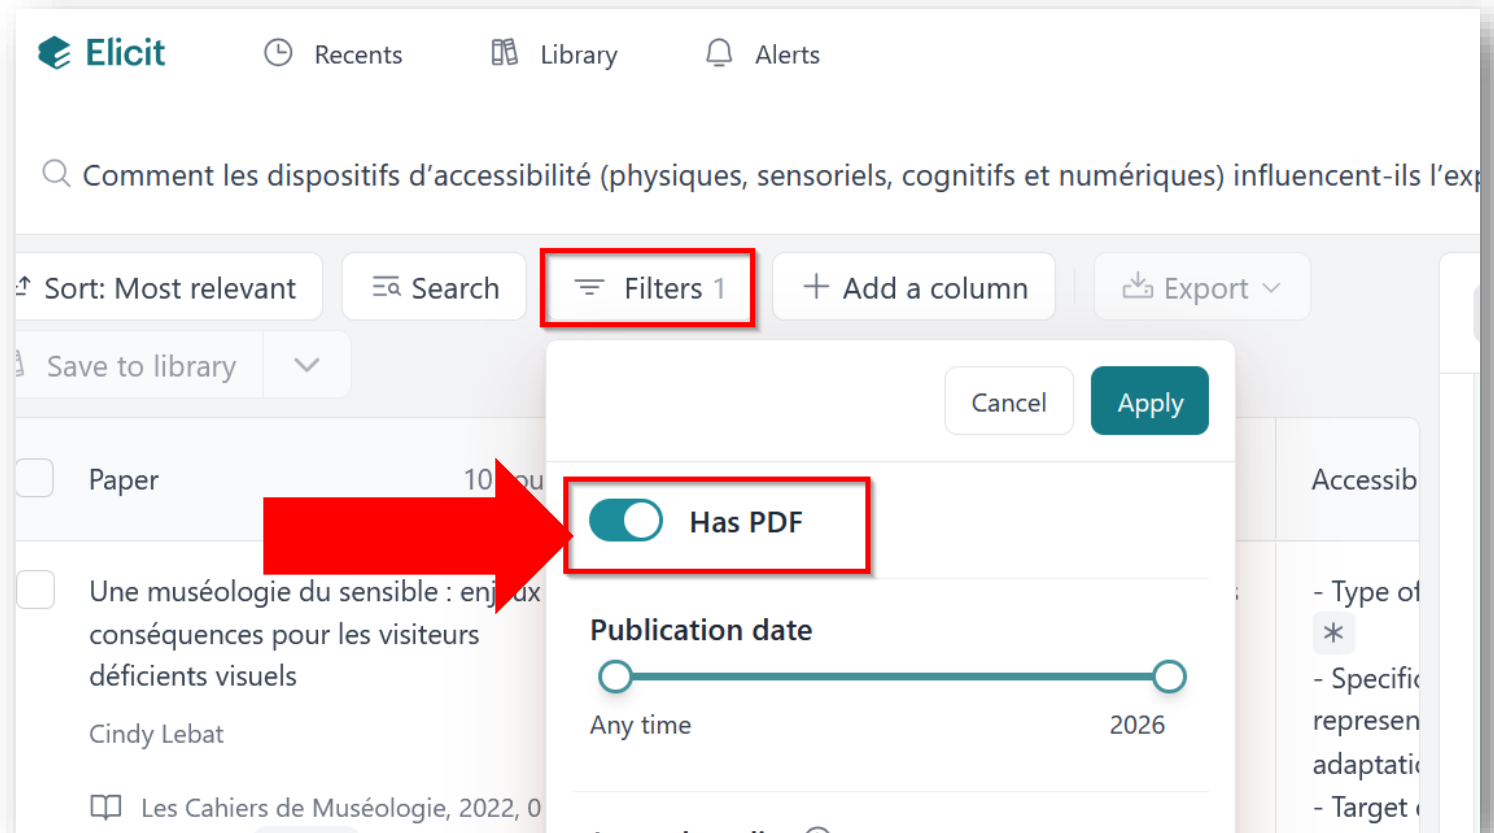 Elicit
Recents
Library
Alerts
Comment les dispositifs d'accessibilité (physiques, sensoriels, cognitifs et numériques) influencent-ils
Sort: Most relevant
Search
Filters 1
+ Add a column
Export
Save to library
Cancel
Apply
Paper
10
Accessib
Has PDF
Une muséologie du sensible :
conséquences pour les visiteurs
déficients visuels
Cindy Lebat
Les Cahiers de Muséologie, 2022, 0
Publication date
Any time
2026
- Type of
- Specific
represen
adaptatio
- Target